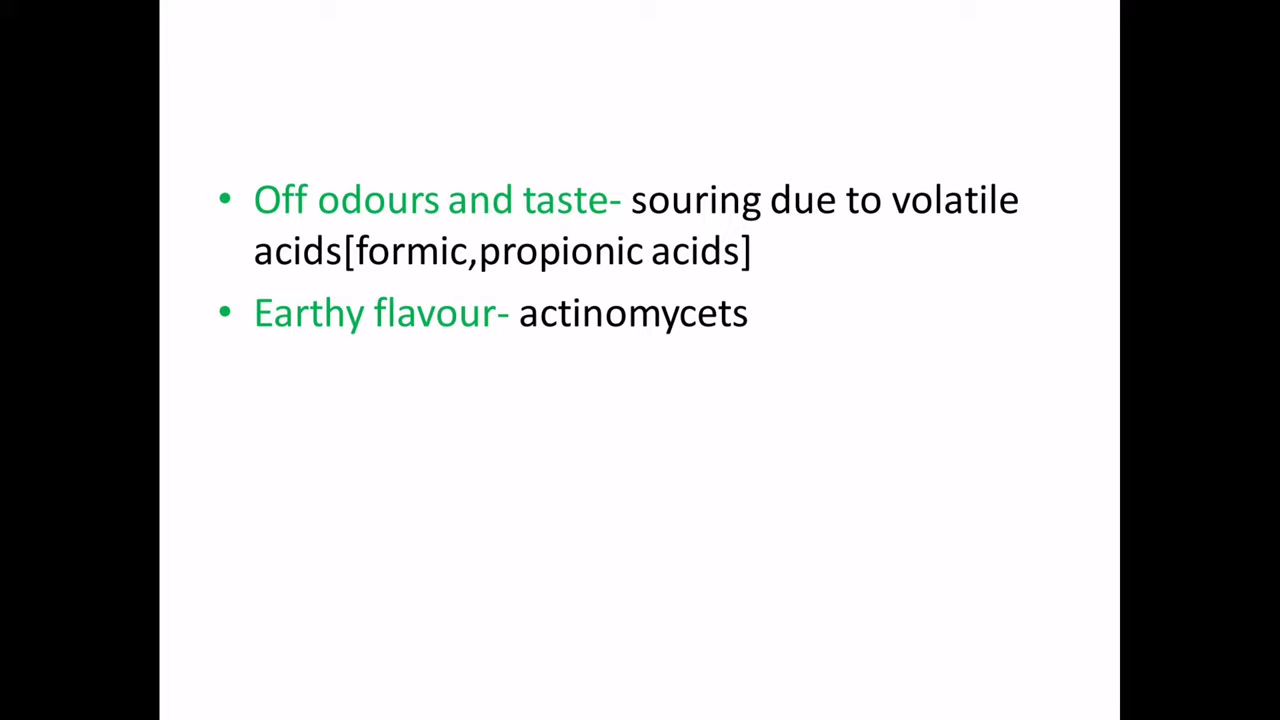 • Off odours and taste- souring due to volatile
acids[formic,propionic acids]
• Earthy flavour- actinomycets